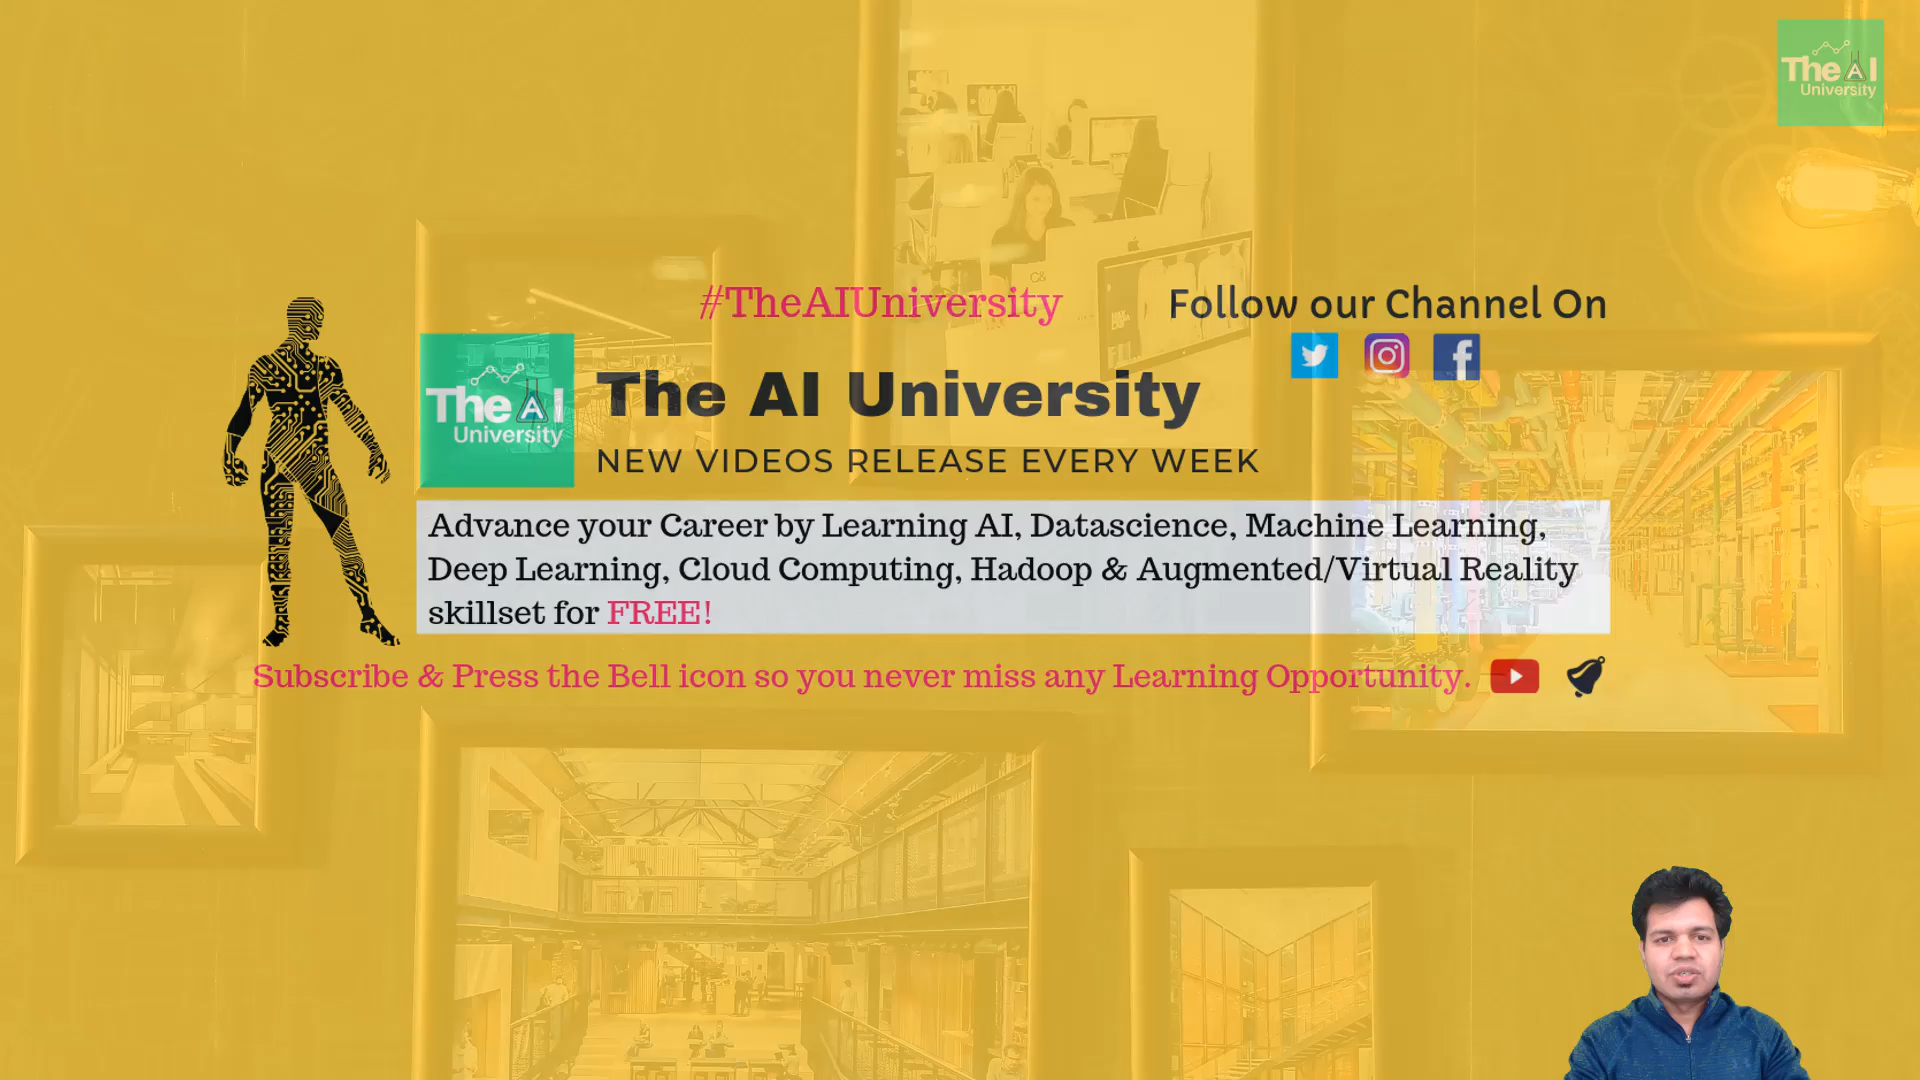 The AI
University
#TheAIUniversity
Follow our Channel On
The AI
University
The AI University
NEW VIDEOS RELEASE EVERY WEEK
Advance your Career by Learning AI, Datascience, Machine Learning,
Deep Learning, Cloud Computing, Hadoop & Augmented/Virtual Reality
skillset for FREE!
Subscribe & Press the Bell icon so you never miss any Learning Opportunity.